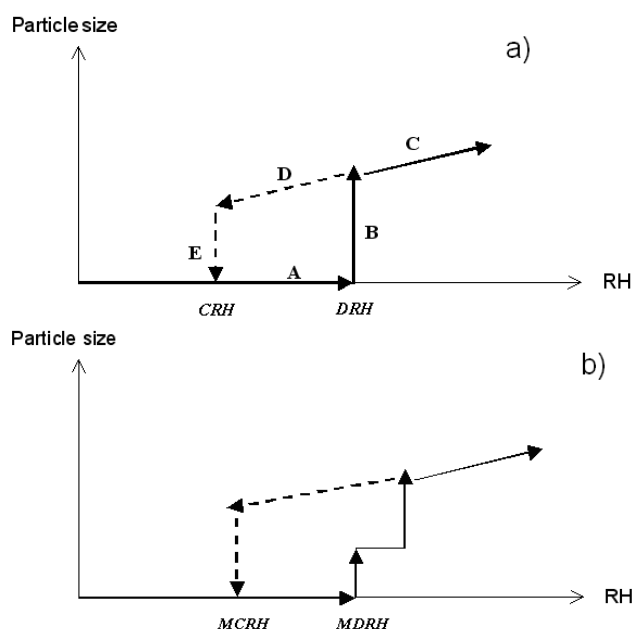 Particle size
a)
C
D
B
E
A
RH
CRH
DRH
Particle size
b)
RH
MCRH
MDRH